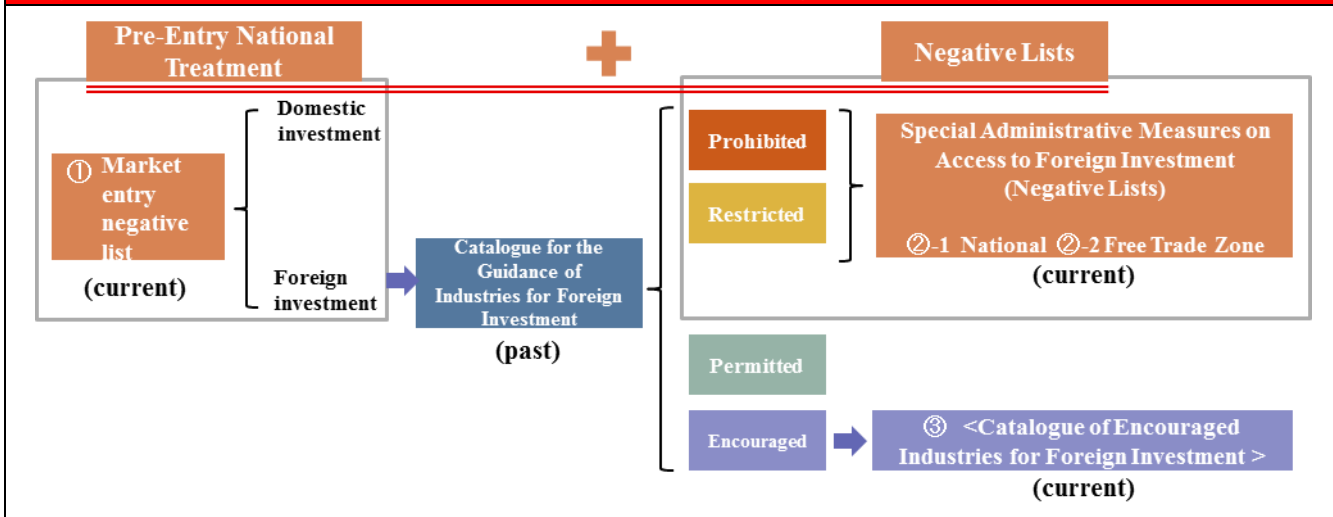 Pre-Entry National
Treatment
Negative Lists
① Market
entry
negative
list
(current)
Domestic
investment
Foreign
investment
Catalogue for the
Guidance of
Industries for Foreign
Investment
(past)
Prohibited
Restricted
Permitted
Encouraged
Special Administrative Measures on
Access to Foreign Investment
(Negative Lists)
②-1 National ②-2 Free Trade Zone
(current)
③ <Catalogue of Encouraged
Industries for Foreign Investment >
(current)